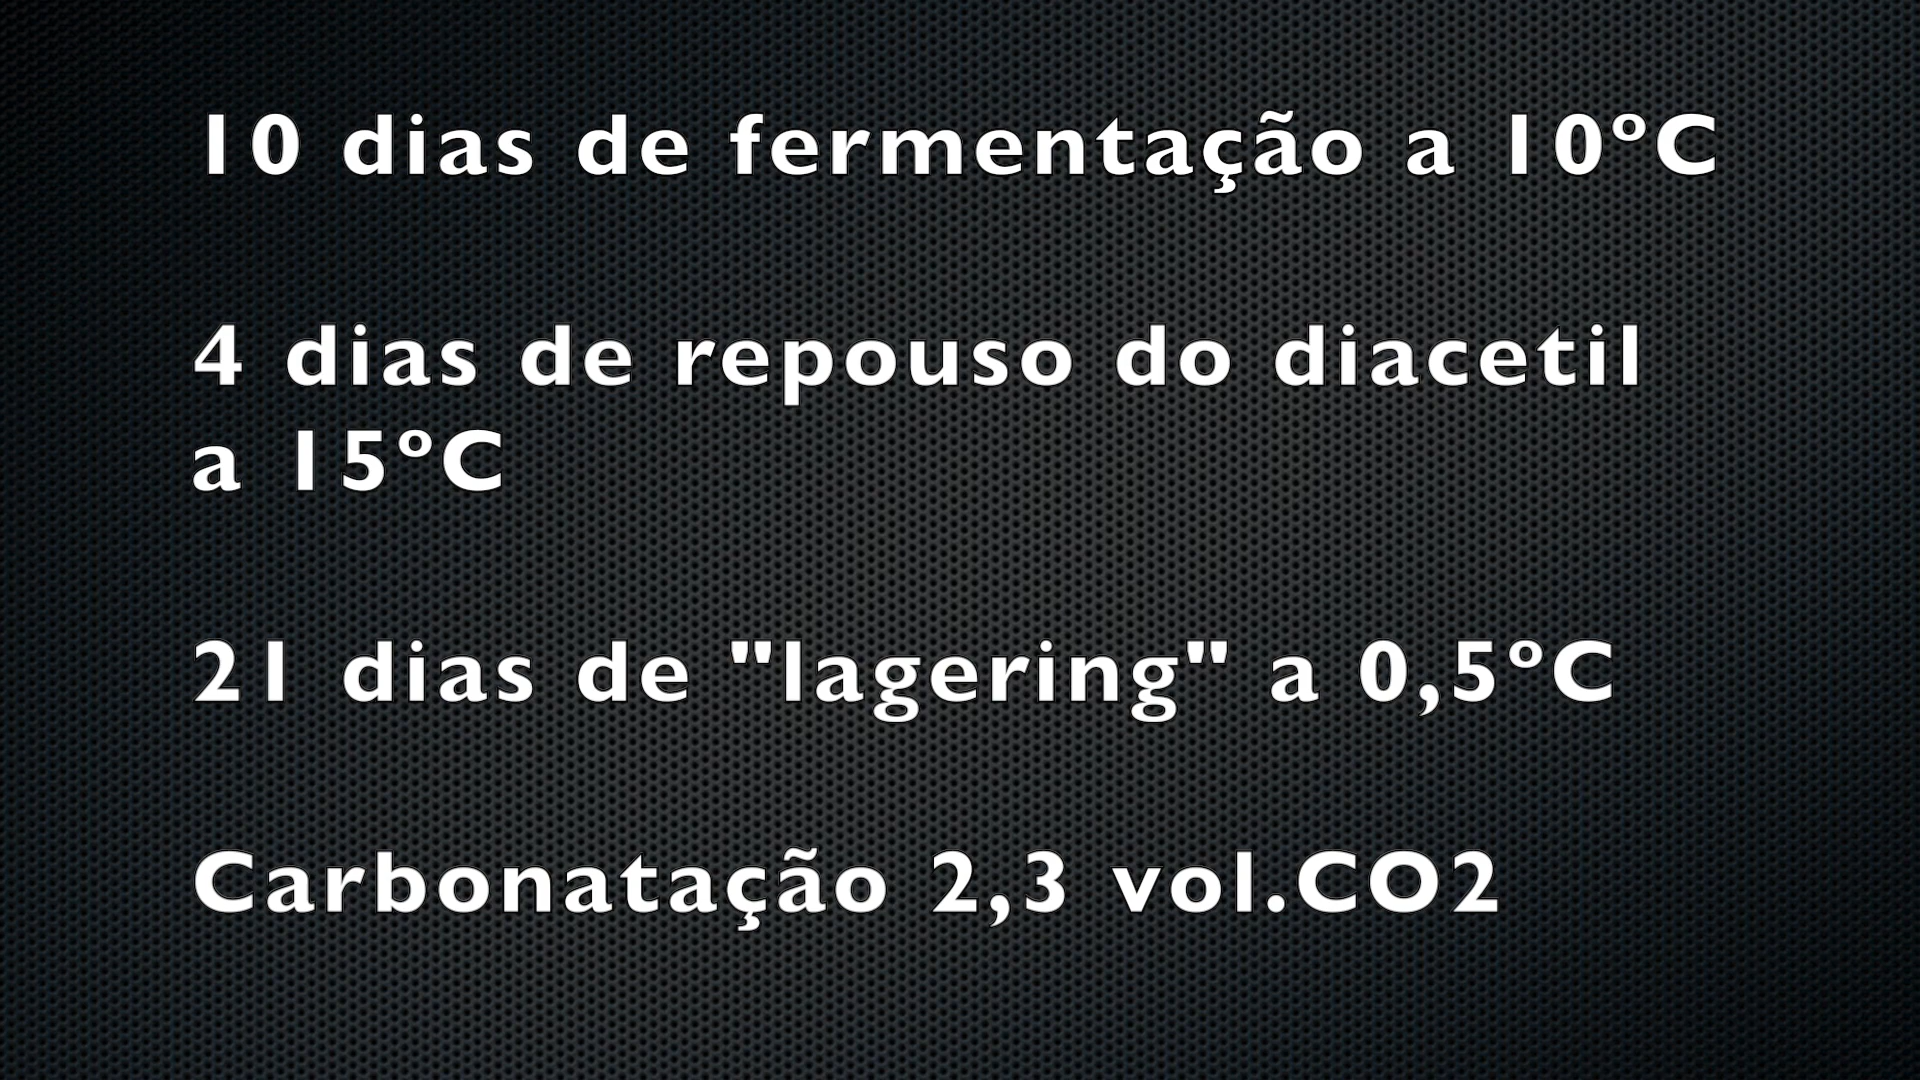 10 dias de fermentação a 10ºC
4 dias de repouso do diacetil
a 15ºC
21 dias de "lagering" a 0,5ºC
Carbonatação 2,3 vol.CO2